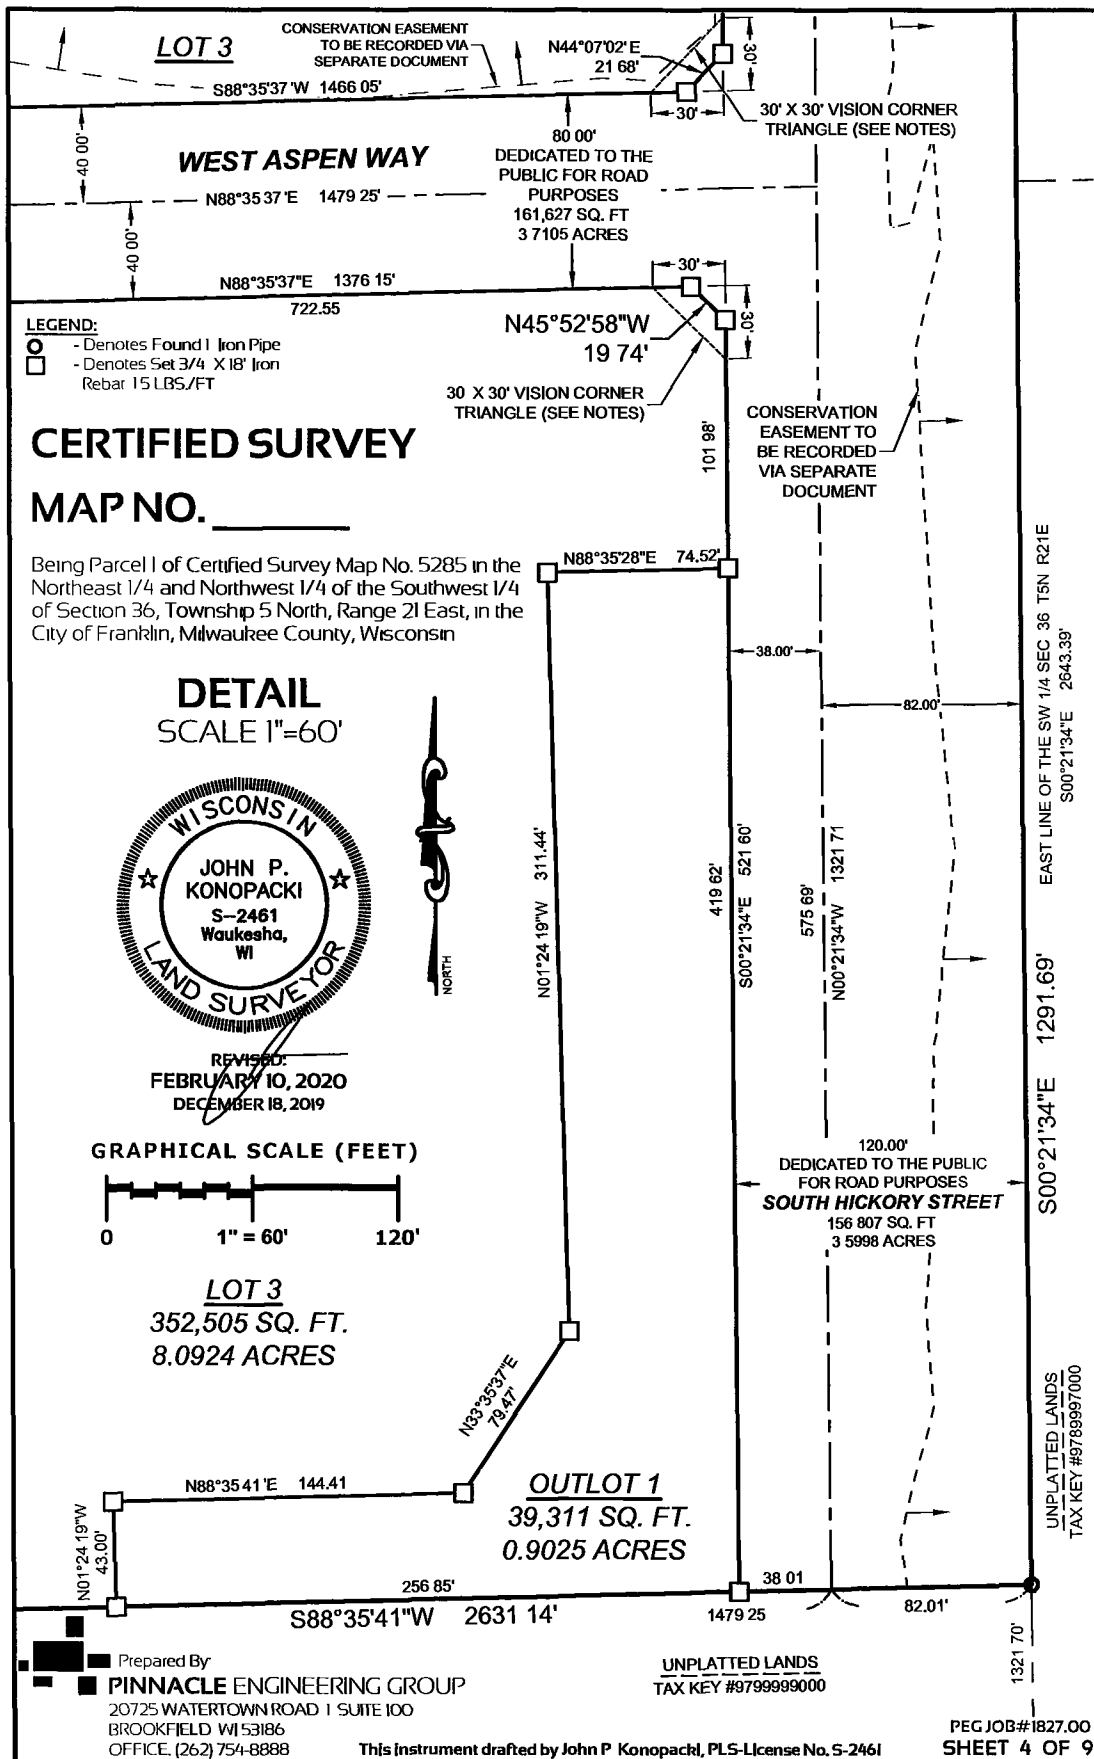 LOT 3
CONSERVATION EASEMENT
TO BE RECORDED VIA
SEPARATE DOCUMENT
N44°07'02'E
21 68'
30'
S88°35'37 'W 1466 05'
30'
30' X 30' VISION CORNER
TRIANGLE (SEE NOTES)
40 00'
WEST ASPEN WAY
80 00'
DEDICATED TO THE
PUBLIC FOR ROAD
PURPOSES
161,627 SQ. FT
3 7105 ACRES
N88°35 37 'E 1479 25'
40 00'
N88°35'37"E 1376 15'
722.55
30'
30'
N45°52'58"W
19 74'
LEGEND:
- Denotes Found 1 Iron Pipe
- Denotes Set 3/4 X 18' Iron
Rebar 1 5 LBS./FT
30 X 30' VISION CORNER
TRIANGLE (SEE NOTES)
CONSERVATION
EASEMENT TO
BE RECORDED
VIA SEPARATE
DOCUMENT
101 98'
CERTIFIED SURVEY
MAP NO.
Being Parcel 1 of Certified Survey Map No. 5285 in the
Northeast 1/4 and Northwest 1/4 of the Southwest 1/4
of Section 36, Township 5 North, Range 21 East, in the
City of Franklin, Milwaukee County, Wisconsin
N88°35'28"E 74.52'
38.00'
82.00'
EAST LINE OF THE SW 1/4 SEC 36 T5N R21E
S00°21'34"E 2643.39'
DETAIL
SCALE 1"=60'
WISCONSIN
JOHN P.
KONOPACKI
S-2461
Waukesha,
WI
LAND SURVEYOR
NORTH
N01°24 19"W 311.44'
419 62'
S00°21'34"E 521 60'
575 69'
N00°21'34"W 1321 71
S00°21'34"E 1291.69'
REVISED:
FEBRUARY 10, 2020
DECEMBER 18, 2019
GRAPHICAL SCALE (FEET)
0 1" = 60' 120'
120.00'
DEDICATED TO THE PUBLIC
FOR ROAD PURPOSES
SOUTH HICKORY STREET
156 807 SQ. FT
3 5998 ACRES
LOT 3
352,505 SQ. FT.
8.0924 ACRES
N33°35'37"E
79.47'
UNPLATTED LANDS
TAX KEY #9789997000
N88°35 41 'E 144.41
OUTLOT 1
39,311 SQ. FT.
0.9025 ACRES
N01°24 19"W
43.00'
256 85'
S88°35'41"W 2631 14'
38 01
1479 25
82.01'
1321 70'
Prepared By
PINNACLE ENGINEERING GROUP
20725 WATERTOWN ROAD | SUITE 100
BROOKFIELD WI 53186
OFFICE. (262) 754-8888
UNPLATTED LANDS
TAX KEY #9799999000
This instrument drafted by John P Konopacki, PLS-License No. S-2461
PEG JOB#1827.00
SHEET 4 OF 9